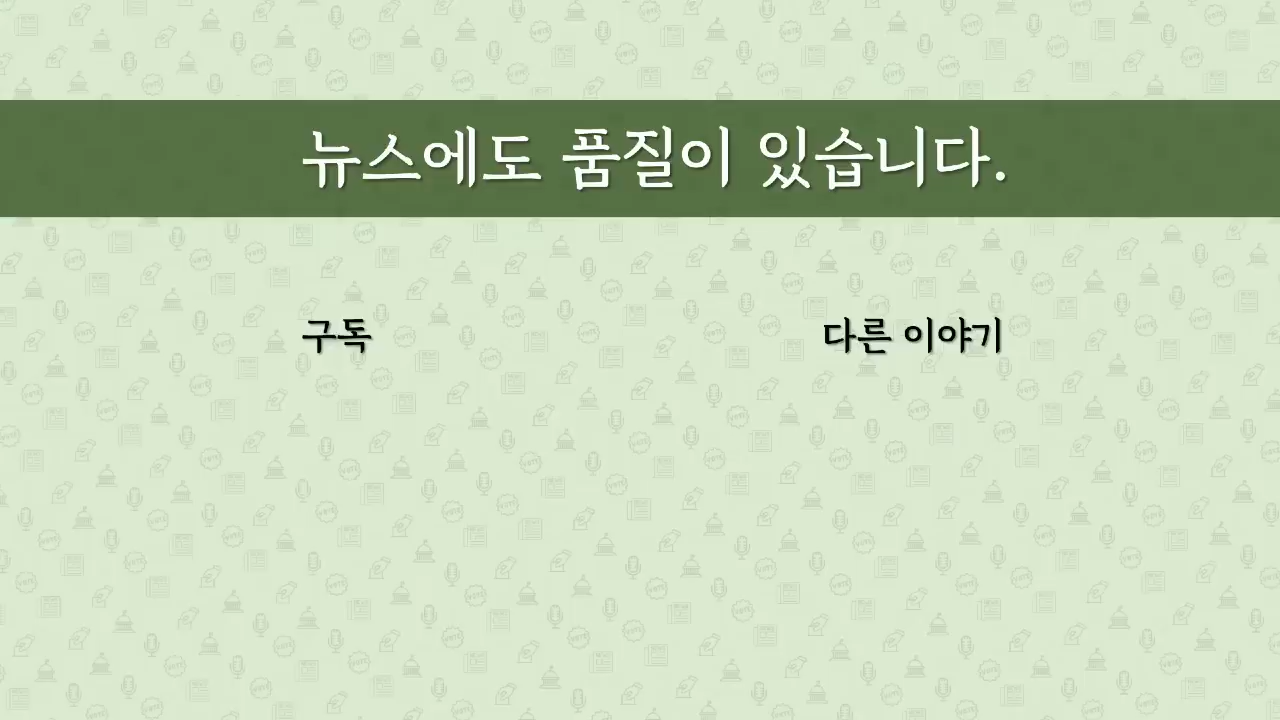 뉴스에도 품질이 있습니다.
구독
다른 이야기